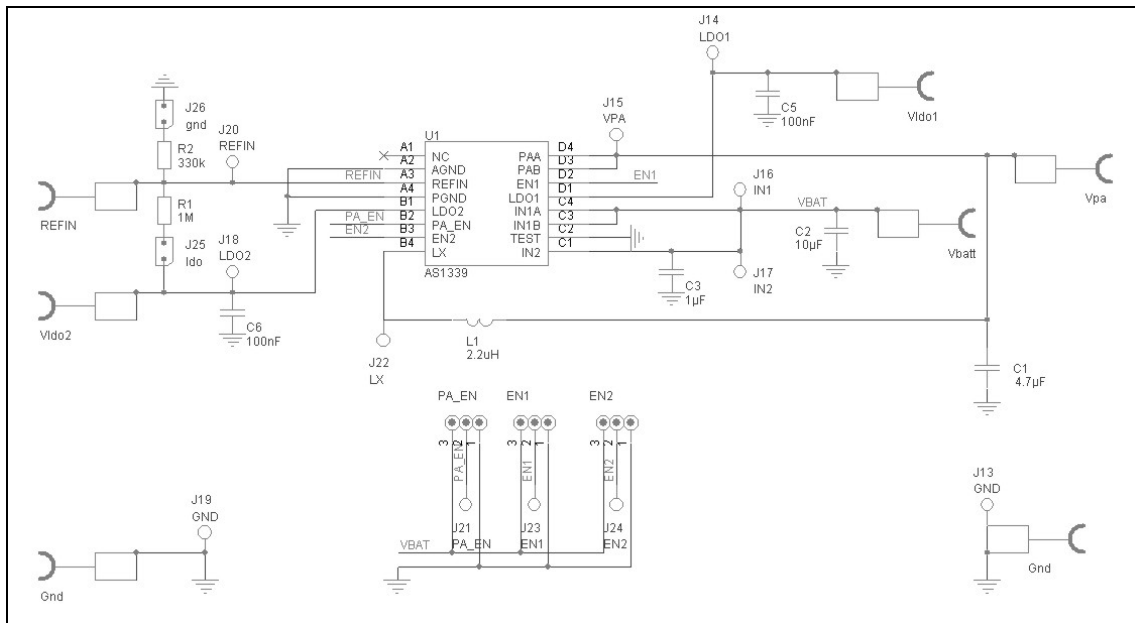 J14
LDO1
C5
100nF
Vldo1
J26
gnd
J20
REFIN
R2
330k
J15
VPA
U1
A1
A2
A3
A4
B1
B2
B3
B4
NC
AGND
REFIN
PGND
LDO2
PA_EN
EN2
LX
PAA
PAB
EN1
LDO1
IN1A
IN1B
TEST
IN2
D4
D3
D2
D1
C4
C3
C2
C1
AS1339
REFIN
PA_EN
EN2
EN1
J16
IN1
VBAT
Vpa
REFIN
R1
1M
J25
ldo
J18
LDO2
C2
10µF
Vbatt
C3
1µF
J17
IN2
Vldo2
C6
100nF
J22
LX
L1
2.2uH
C1
4.7µF
PA_EN
EN1
EN2
3 2 1
3 2 1
3 2 1
PA_EN
EN1
EN2
J21
PA_EN
J23
EN1
J24
EN2
VBAT
J19
GND
Gnd
J13
GND
Gnd